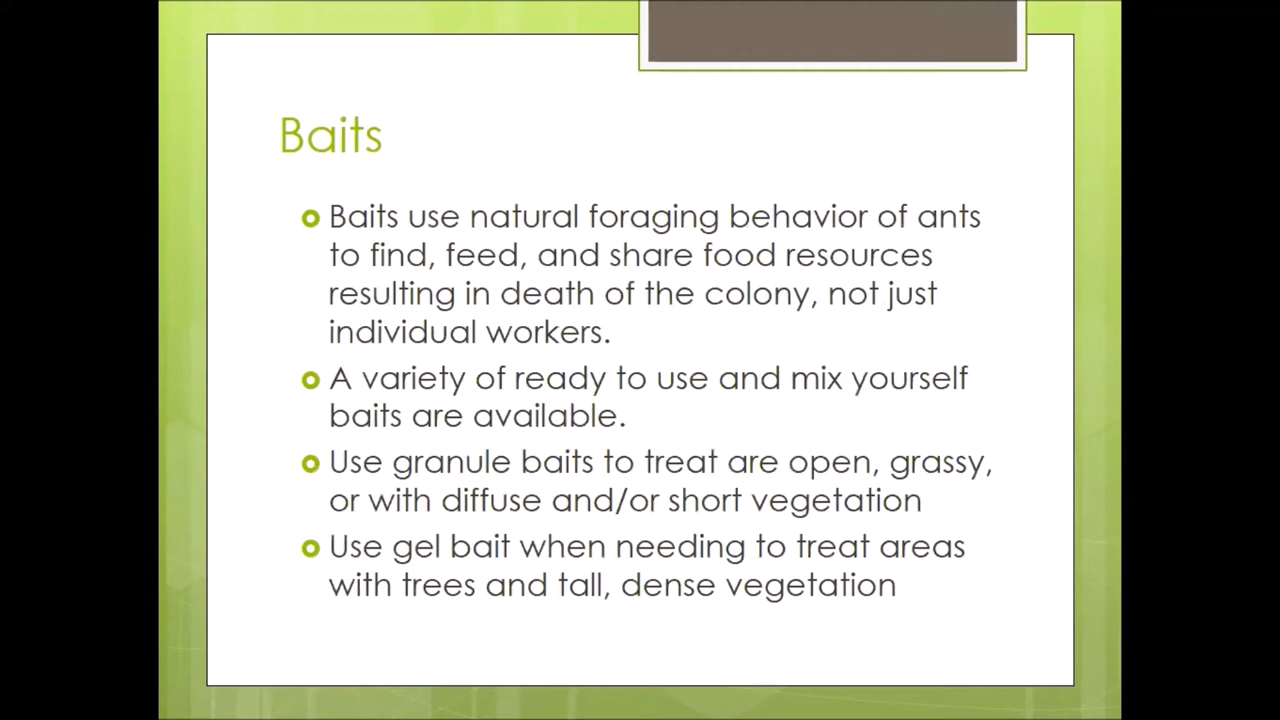 Baits
Baits use natural foraging behavior of ants
to find, feed, and share food resources
resulting in death of the colony, not just
individual workers.
A variety of ready to use and mix yourself
baits are available.
Use granule baits to treat are open, grassy,
or with diffuse and/or short vegetation
Use gel bait when needing to treat areas
with trees and tall, dense vegetation